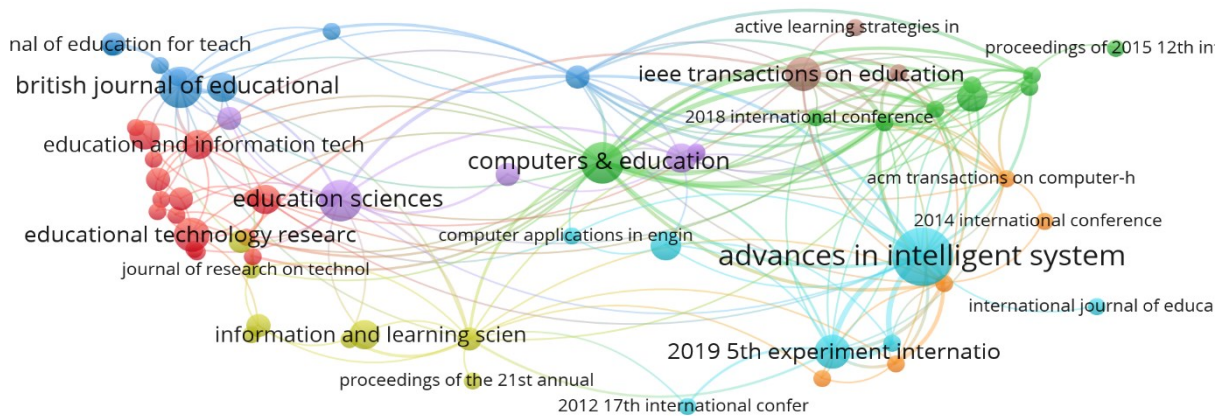 active learning strategies in
nal of education for teach
proceedings of 2015 12th in
ieee transactions on education
british journal of educational
2018 international conference
education and information tech
computers & education
acm transactions on computer-h
education sciences
2014 international conference
educational technology researc
computer applications in engin
advances in intelligent system
journal of research on technol
international journal of educa
information and learning scien
2019 5th experiment internatio
proceedings of the 21st annual
2012 17th international confer